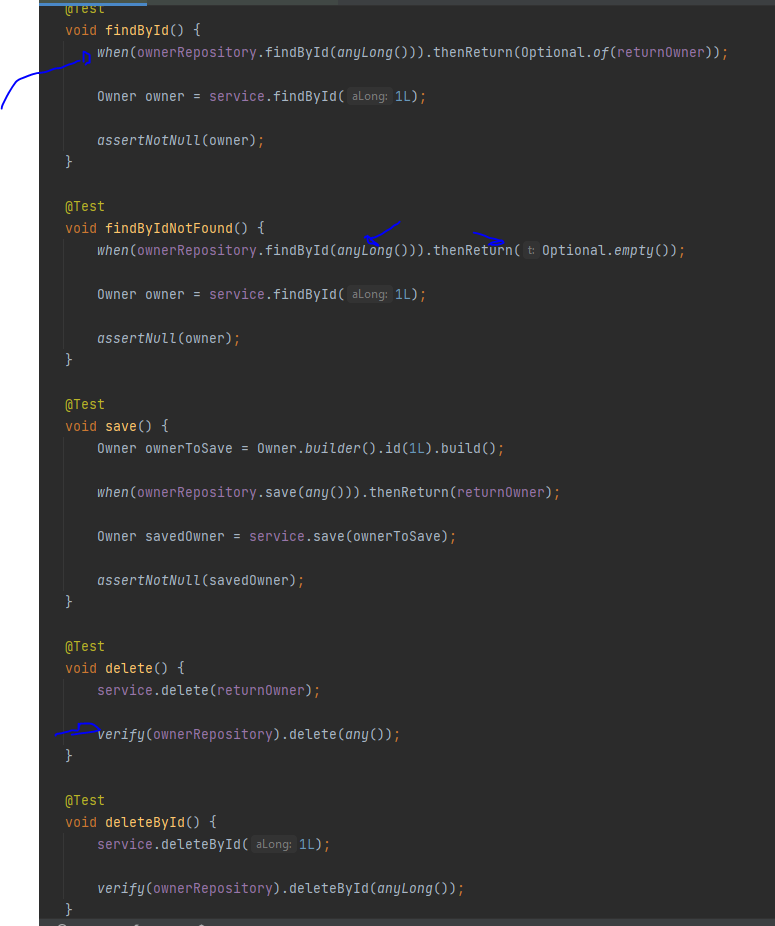 @Test
void findById() {
when(ownerRepository.findById(anyLong())).thenReturn(Optional.of(returnOwner));
Owner owner = service.findById( aLong: 1L);
assertNotNull(owner);
}
@Test
void findByIdNotFound() {
when(ownerRepository.findById(anyLong())).thenReturn( t: Optional.empty());
Owner owner = service.findById( aLong: 1L);
assertNull(owner);
}
@Test
void save() {
Owner ownerToSave = Owner.builder().id(1L).build();
when(ownerRepository.save(any())).thenReturn(returnOwner);
Owner savedOwner = service.save(ownerToSave);
assertNotNull(savedOwner);
}
@Test
void delete() {
service.delete(returnOwner);
verify(ownerRepository).delete(any());
}
@Test
void deleteById() {
service.deleteById( aLong: 1L);
verify(ownerRepository).deleteById(anyLong());
}